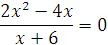 2x² − 4x
x + 6
= 0